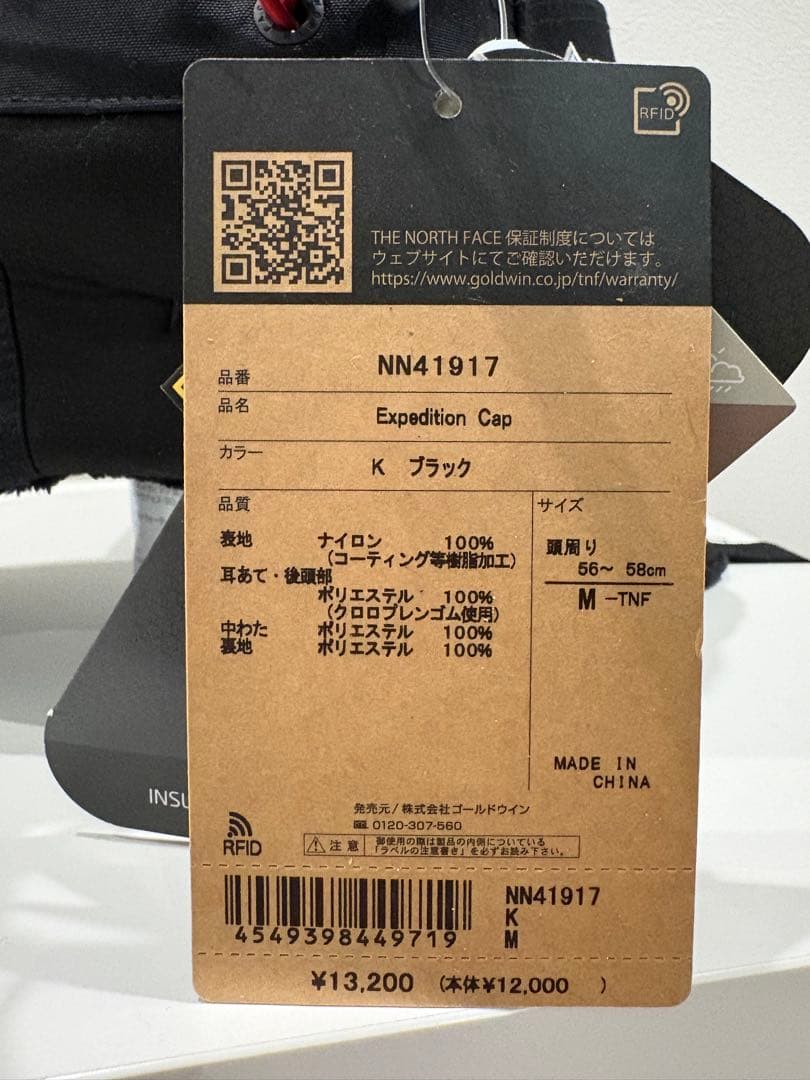 RFID
THE NORTH FACE 保証制度については
ウェブサイトにてご確認いただけます。
https://www.goldwin.co.jp/tnf/warranty/
品番 NN41917
品名 Expedition Cap
カラー K ブラック
品質 サイズ
表地 ナイロン 100%
(コーティング等樹脂加工)
耳あて・後頭部
ポリエステル 100%
(クロロプレンゴム使用)
中わた ポリエステル 100%
裏地 ポリエステル 100%
頭周り
56～ 58cm
M -TNF
MADE IN
CHINA
INSU
発売元/株式会社ゴールドウイン
0120-307-560
RFID
注意 御使用の際は製品の内側についている
「ラベルの注意書き」を必ずお読み下さい。
4549398449719
NN41917
K
M
¥13,200 (本体¥12,000 )